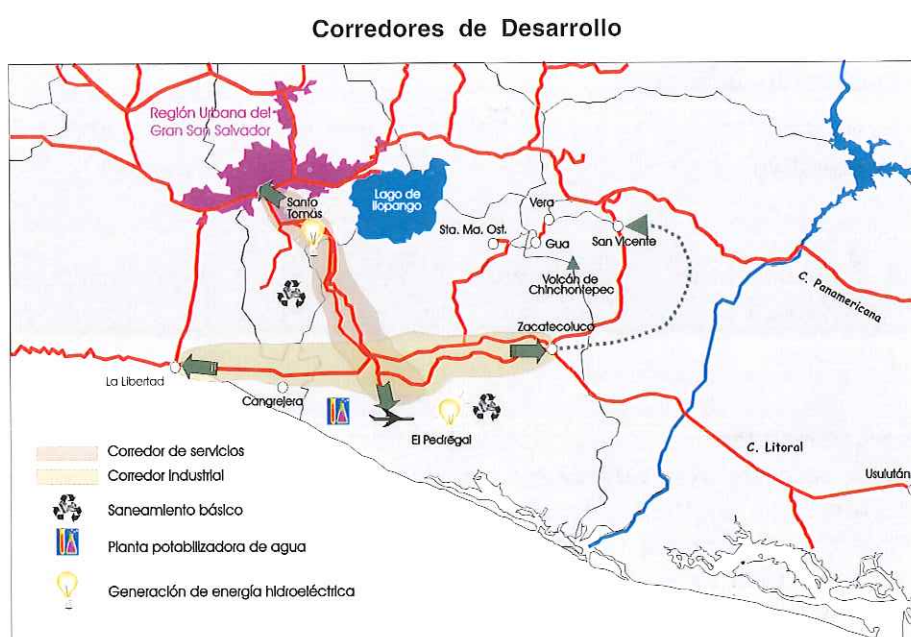 Corredores de Desarrollo
Región Urbana del
Gran San Salvador
Santo
Tomás
Lago de
Ilopango
Vera
Sta. Ma. Ost.
Gua
San Vicente
Volcán de
Chinchontepec
C. Panamericana
Zacatecoluca
La Libertad
Cangrejera
El Pedregal
C. Litoral
Usulután
Corredor de servicios
Corredor Industrial
Saneamiento básico
Planta potabilizadora de agua
Generación de energía hidroeléctrica